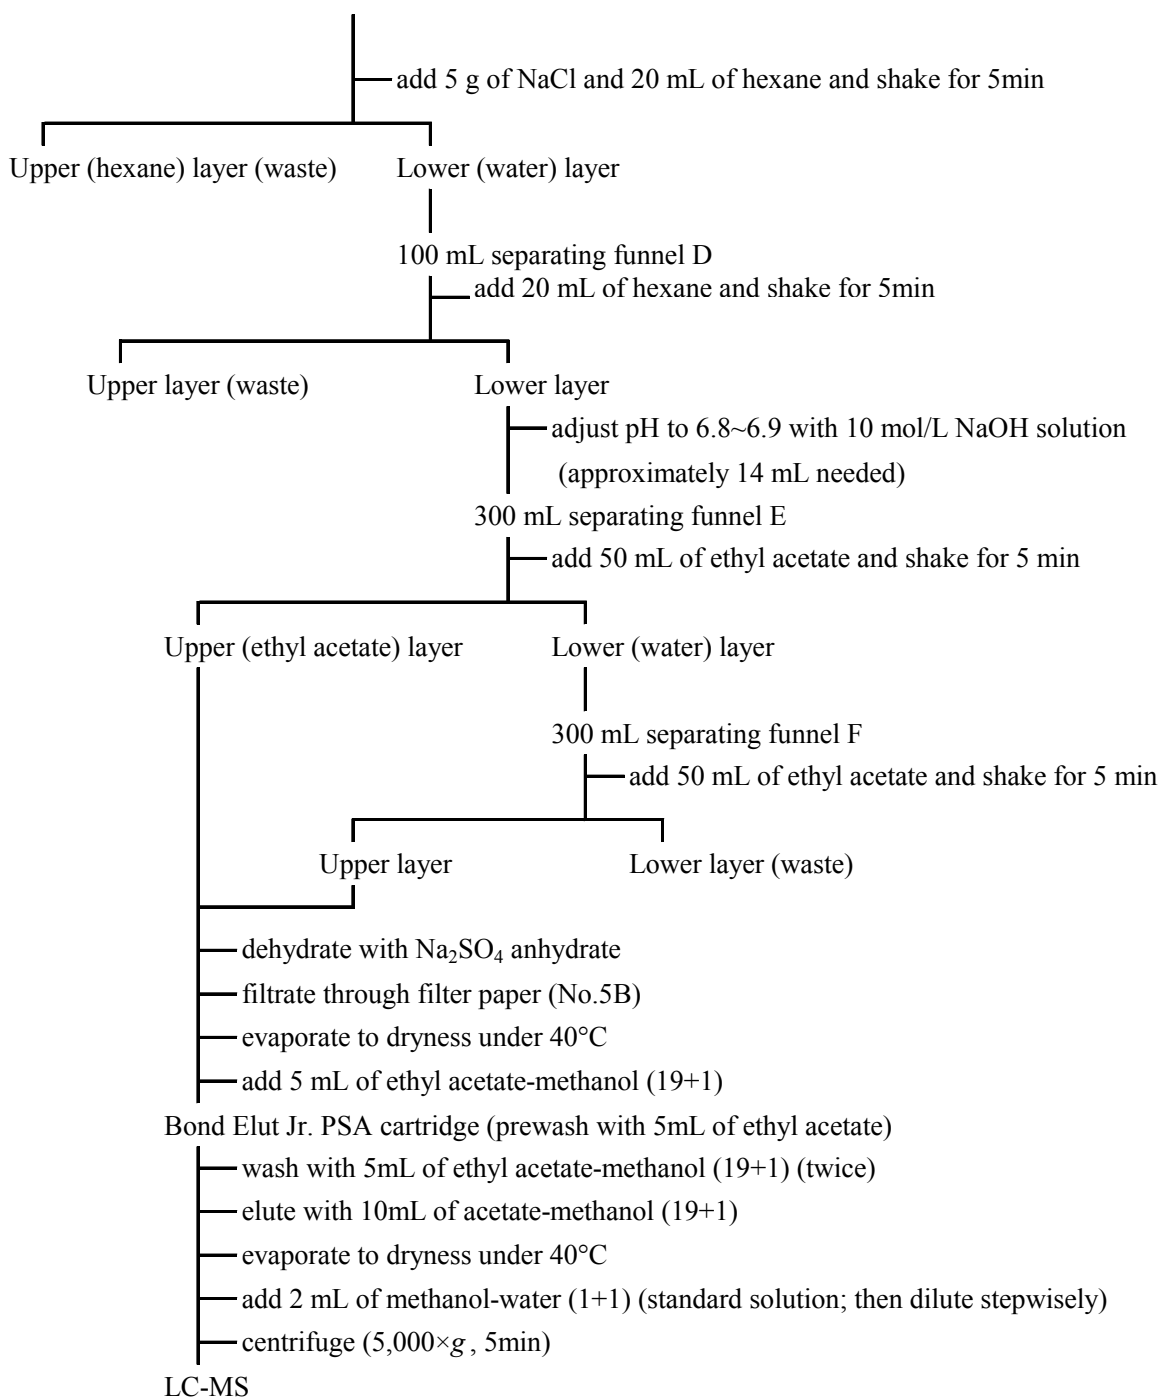 add 5 g of NaCl and 20 mL of hexane and shake for 5min
Upper (hexane) layer (waste)
Lower (water) layer
100 mL separating funnel D
add 20 mL of hexane and shake for 5min
Upper layer (waste)
Lower layer
adjust pH to 6.8~6.9 with 10 mol/L NaOH solution
(approximately 14 mL needed)
300 mL separating funnel E
add 50 mL of ethyl acetate and shake for 5 min
Upper (ethyl acetate) layer
Lower (water) layer
300 mL separating funnel F
add 50 mL of ethyl acetate and shake for 5 min
Upper layer
Lower layer (waste)
dehydrate with Na₂SO₄ anhydrate
filtrate through filter paper (No.5B)
evaporate to dryness under 40°C
add 5 mL of ethyl acetate-methanol (19+1)
Bond Elut Jr. PSA cartridge (prewash with 5mL of ethyl acetate)
wash with 5mL of ethyl acetate-methanol (19+1) (twice)
elute with 10mL of acetate-methanol (19+1)
evaporate to dryness under 40°C
add 2 mL of methanol-water (1+1) (standard solution; then dilute stepwisely)
centrifuge (5,000×g , 5min)
LC-MS